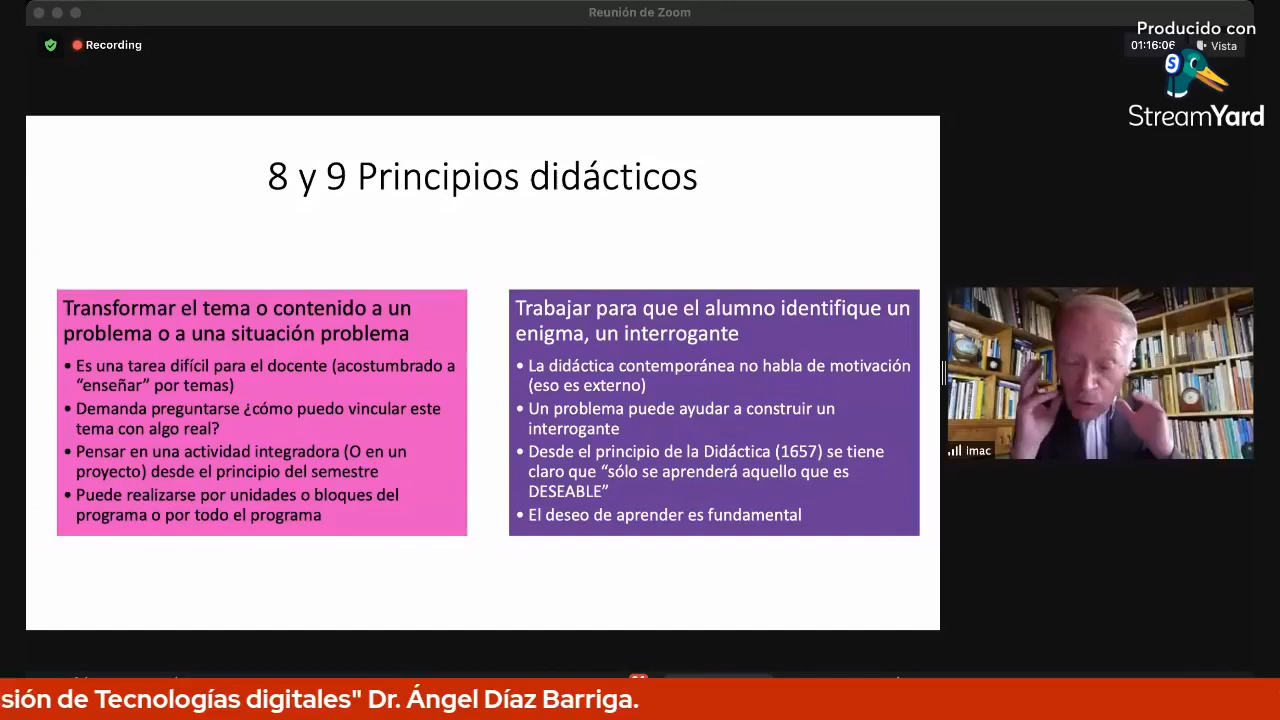 Reunión de Zoom
Recording
Producido con
01:16:06
Vista
S
StreamYard
8 y 9 Principios didácticos
Transformar el tema o contenido a un
problema o a una situación problema
• Es una tarea difícil para el docente (acostumbrado a
“enseñar” por temas)
• Demanda preguntarse ¿cómo puedo vincular este
tema con algo real?
• Pensar en una actividad integradora (O en un
proyecto) desde el principio del semestre
• Puede realizarse por unidades o bloques del
programa o por todo el programa
Trabajar para que el alumno identifique un
enigma, un interrogante
• La didáctica contemporánea no habla de motivación
(eso es externo)
• Un problema puede ayudar a construir un
interrogante
• Desde el principio de la Didáctica (1657) se tiene
claro que “sólo se aprenderá aquello que es
DESEABLE”
• El deseo de aprender es fundamental
imac
sión de Tecnologías digitales" Dr. Ángel Díaz Barriga.